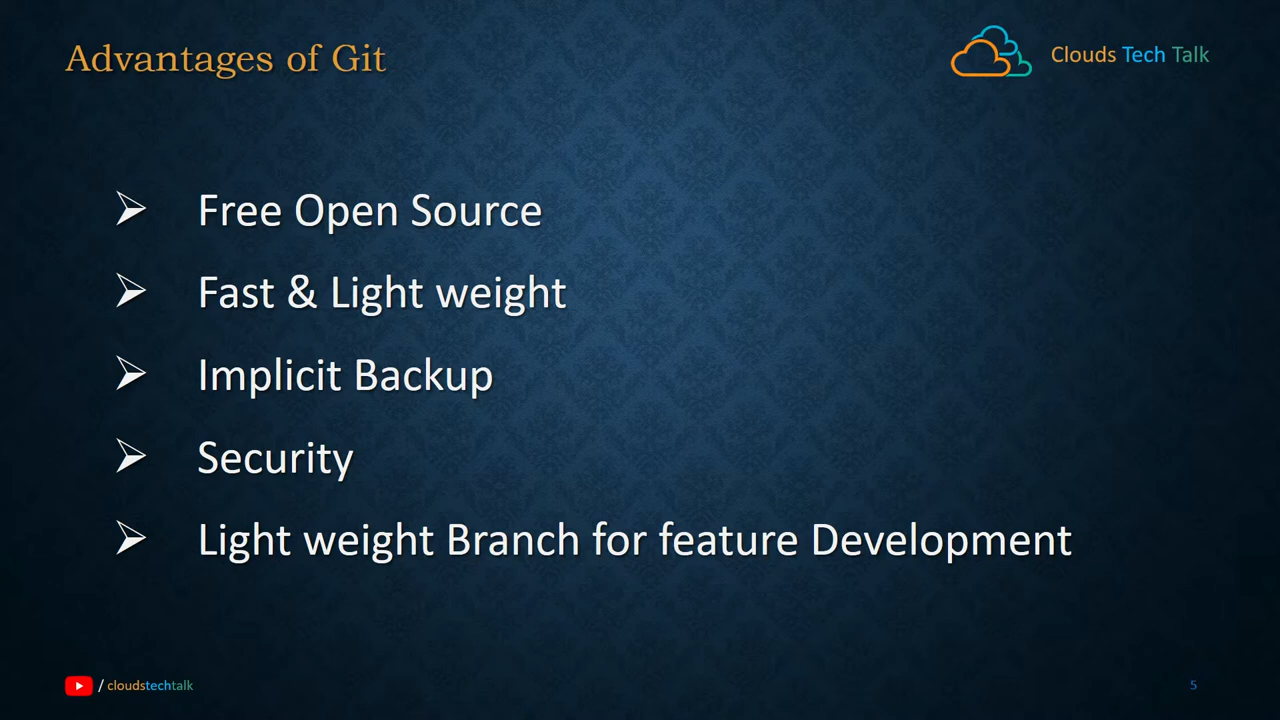 Advantages of Git
Clouds Tech Talk
Free Open Source
Fast & Light weight
Implicit Backup
Security
Light weight Branch for feature Development
/ cloudstechtalk
5